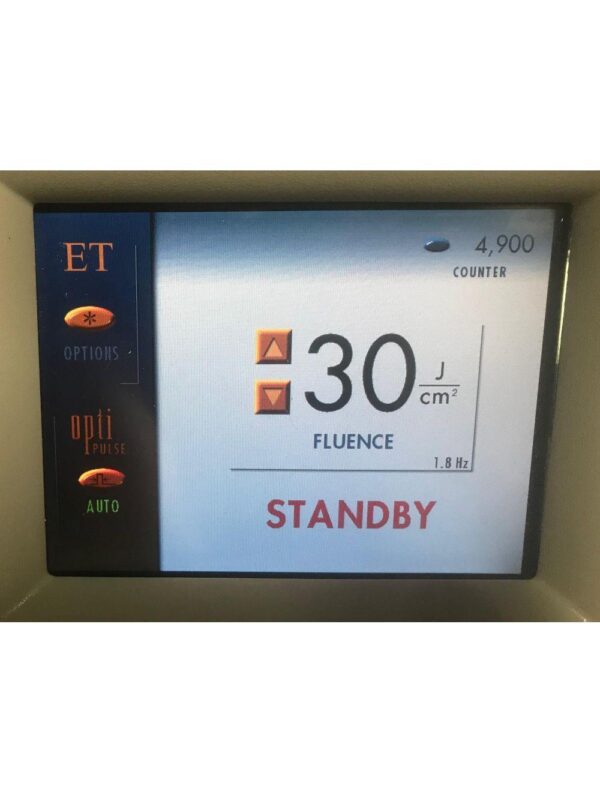 ET
OPTIONS
opti
PULSE
AUTO
4,900
COUNTER
30 J/cm²
FLUENCE
1.8 Hz
STANDBY